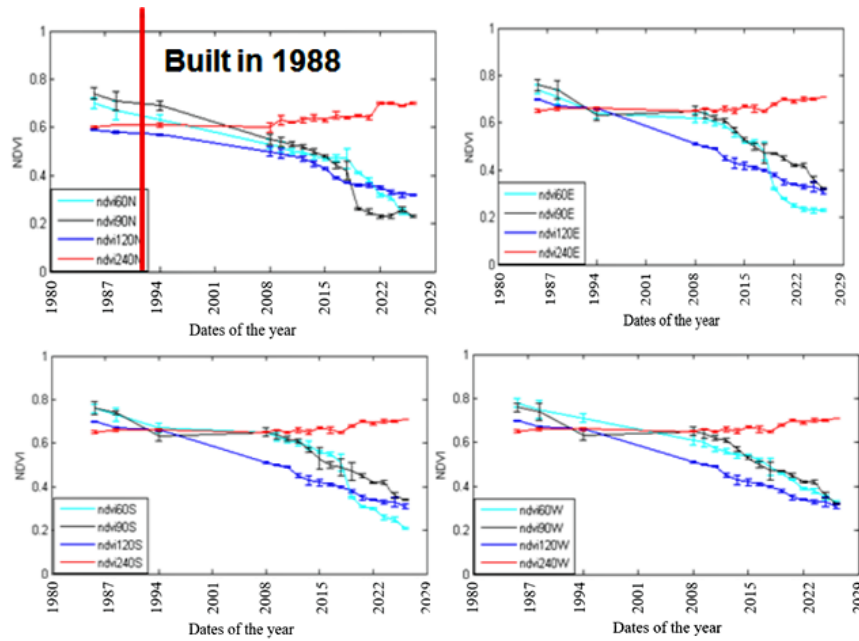 Built in 1988
1
0.8
0.6
0.4
0.2
0
NDVI
ndvi60N
ndvi90N
ndvi120N
ndvi240N
1980
1987
1994
2001
2008
2015
2022
2029
Dates of the year
1
0.8
0.6
0.4
0.2
0
NDVI
ndvi60E
ndvi90E
ndvi120E
ndvi240E
1980
1987
1994
2001
2008
2015
2022
2029
Dates of the year
1
0.8
0.6
0.4
0.2
0
NDVI
ndvi60S
ndvi90S
ndvi120S
ndvi240S
1980
1987
1994
2001
2008
2015
2022
2029
Dates of the year
1
0.8
0.6
0.4
0.2
0
NDVI
ndvi60W
ndvi90W
ndvi120W
ndvi240W
1980
1987
1994
2001
2008
2015
2022
2029
Dates of the year